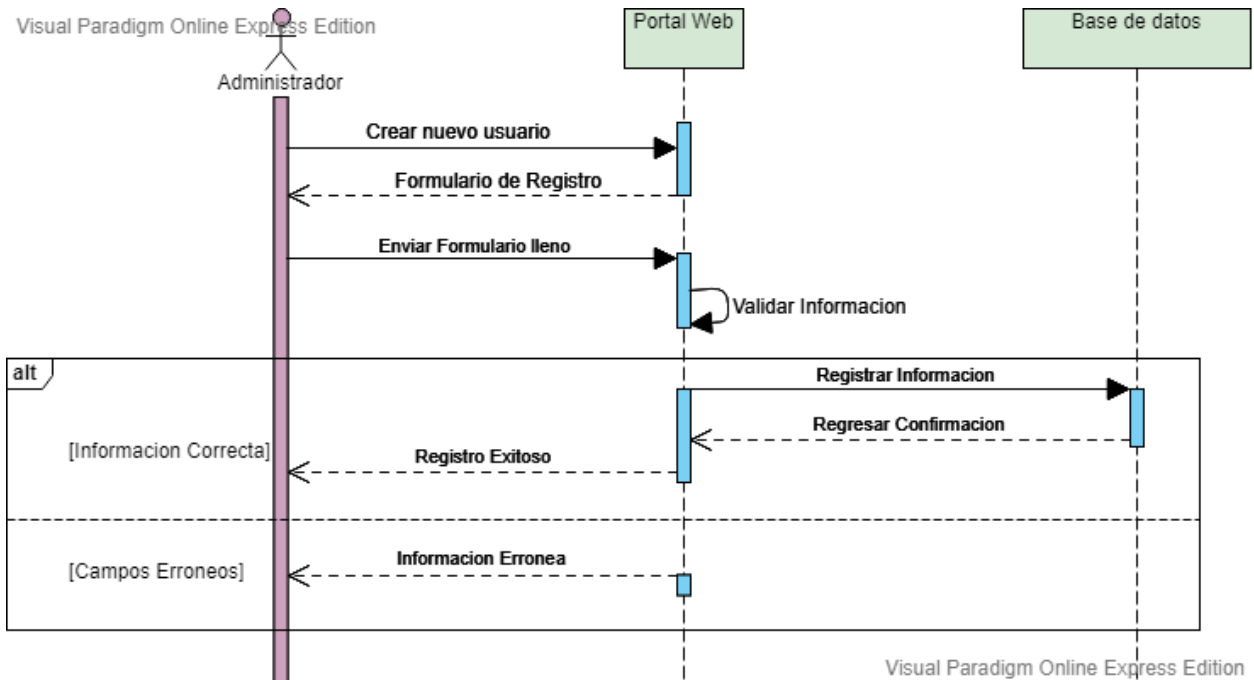 Visual Paradigm Online Express Edition
Portal Web
Base de datos
Administrador
Crear nuevo usuario
Formulario de Registro
Enviar Formulario lleno
Validar Informacion
alt
Registrar Informacion
Regresar Confirmacion
[Informacion Correcta]
Registro Exitoso
Informacion Erronea
[Campos Erroneos]
Visual Paradigm Online Express Edition